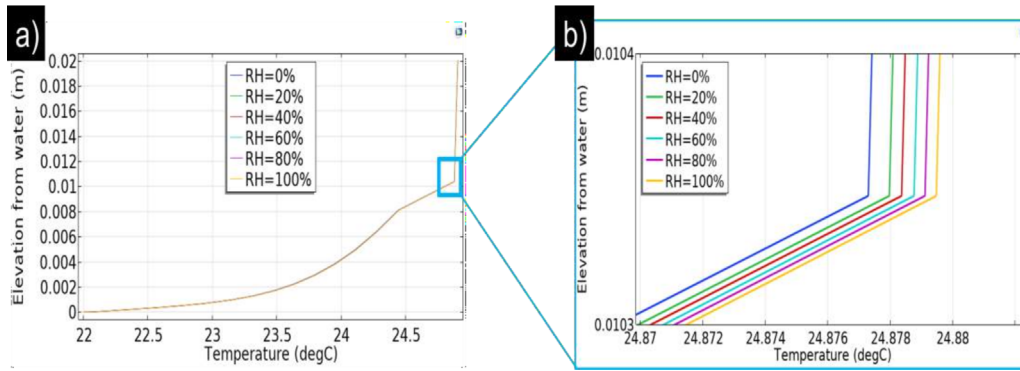 a)
Elevation from water (m)
0.02
0.018
0.016
0.014
0.012
0.01
0.008
0.006
0.004
0.002
0
RH=0%
RH=20%
RH=40%
RH=60%
RH=80%
RH=100%
22
22.5
23
23.5
24
24.5
Temperature (degC)
b)
Elevation from water (m)
0.0104
0.0103
RH=0%
RH=20%
RH=40%
RH=60%
RH=80%
RH=100%
24.87
24.872
24.874
24.876
24.878
24.88
Temperature (degC)